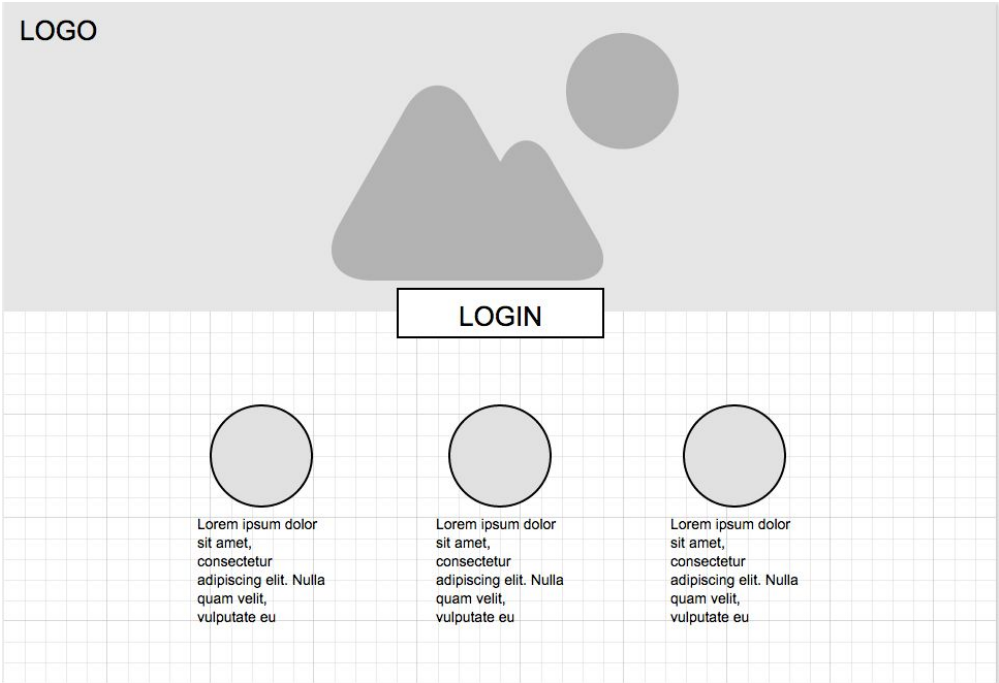 LOGO
LOGIN
Lorem ipsum dolor
sit amet,
consectetur
adipiscing elit. Nulla
quam velit,
vulputate eu
Lorem ipsum dolor
sit amet,
consectetur
adipiscing elit. Nulla
quam velit,
vulputate eu
Lorem ipsum dolor
sit amet,
consectetur
adipiscing elit. Nulla
quam velit,
vulputate eu